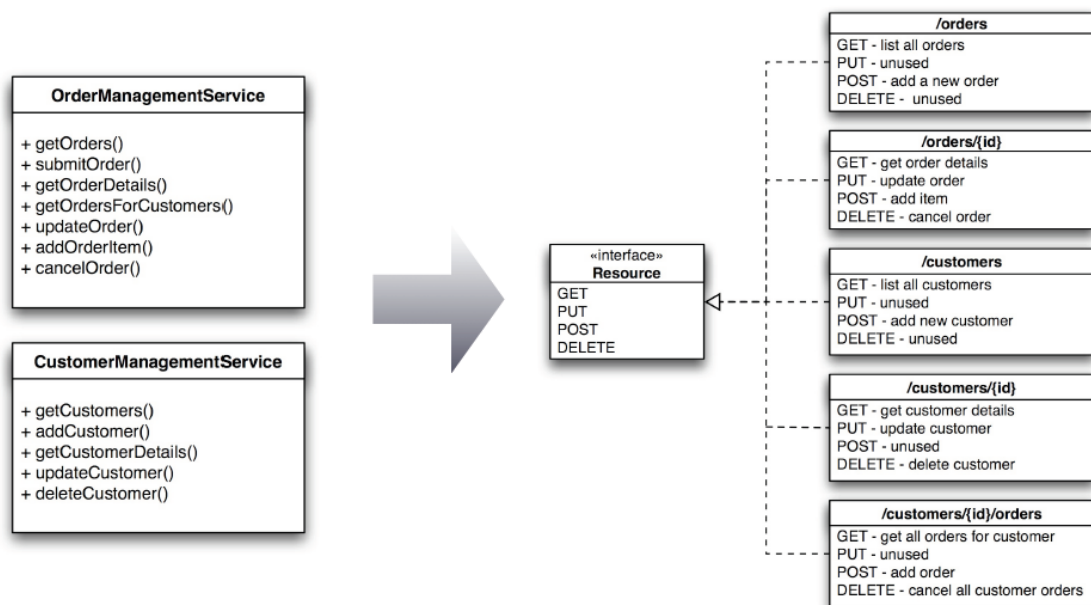 OrderManagementService
+ getOrders()
+ submitOrder()
+ getOrderDetails()
+ getOrdersForCustomers()
+ updateOrder()
+ addOrderItem()
+ cancelOrder()
CustomerManagementService
+ getCustomers()
+ addCustomer()
+ getCustomerDetails()
+ updateCustomer()
+ deleteCustomer()
«interface»
Resource
GET
PUT
POST
DELETE
/orders
GET - list all orders
PUT - unused
POST - add a new order
DELETE - unused
/orders/{id}
GET - get order details
PUT - update order
POST - add item
DELETE - cancel order
/customers
GET - list all customers
PUT - unused
POST - add new customer
DELETE - unused
/customers/{id}
GET - get customer details
PUT - update customer
POST - unused
DELETE - delete customer
/customers/{id}/orders
GET - get all orders for customer
PUT - unused
POST - add order
DELETE - cancel all customer orders